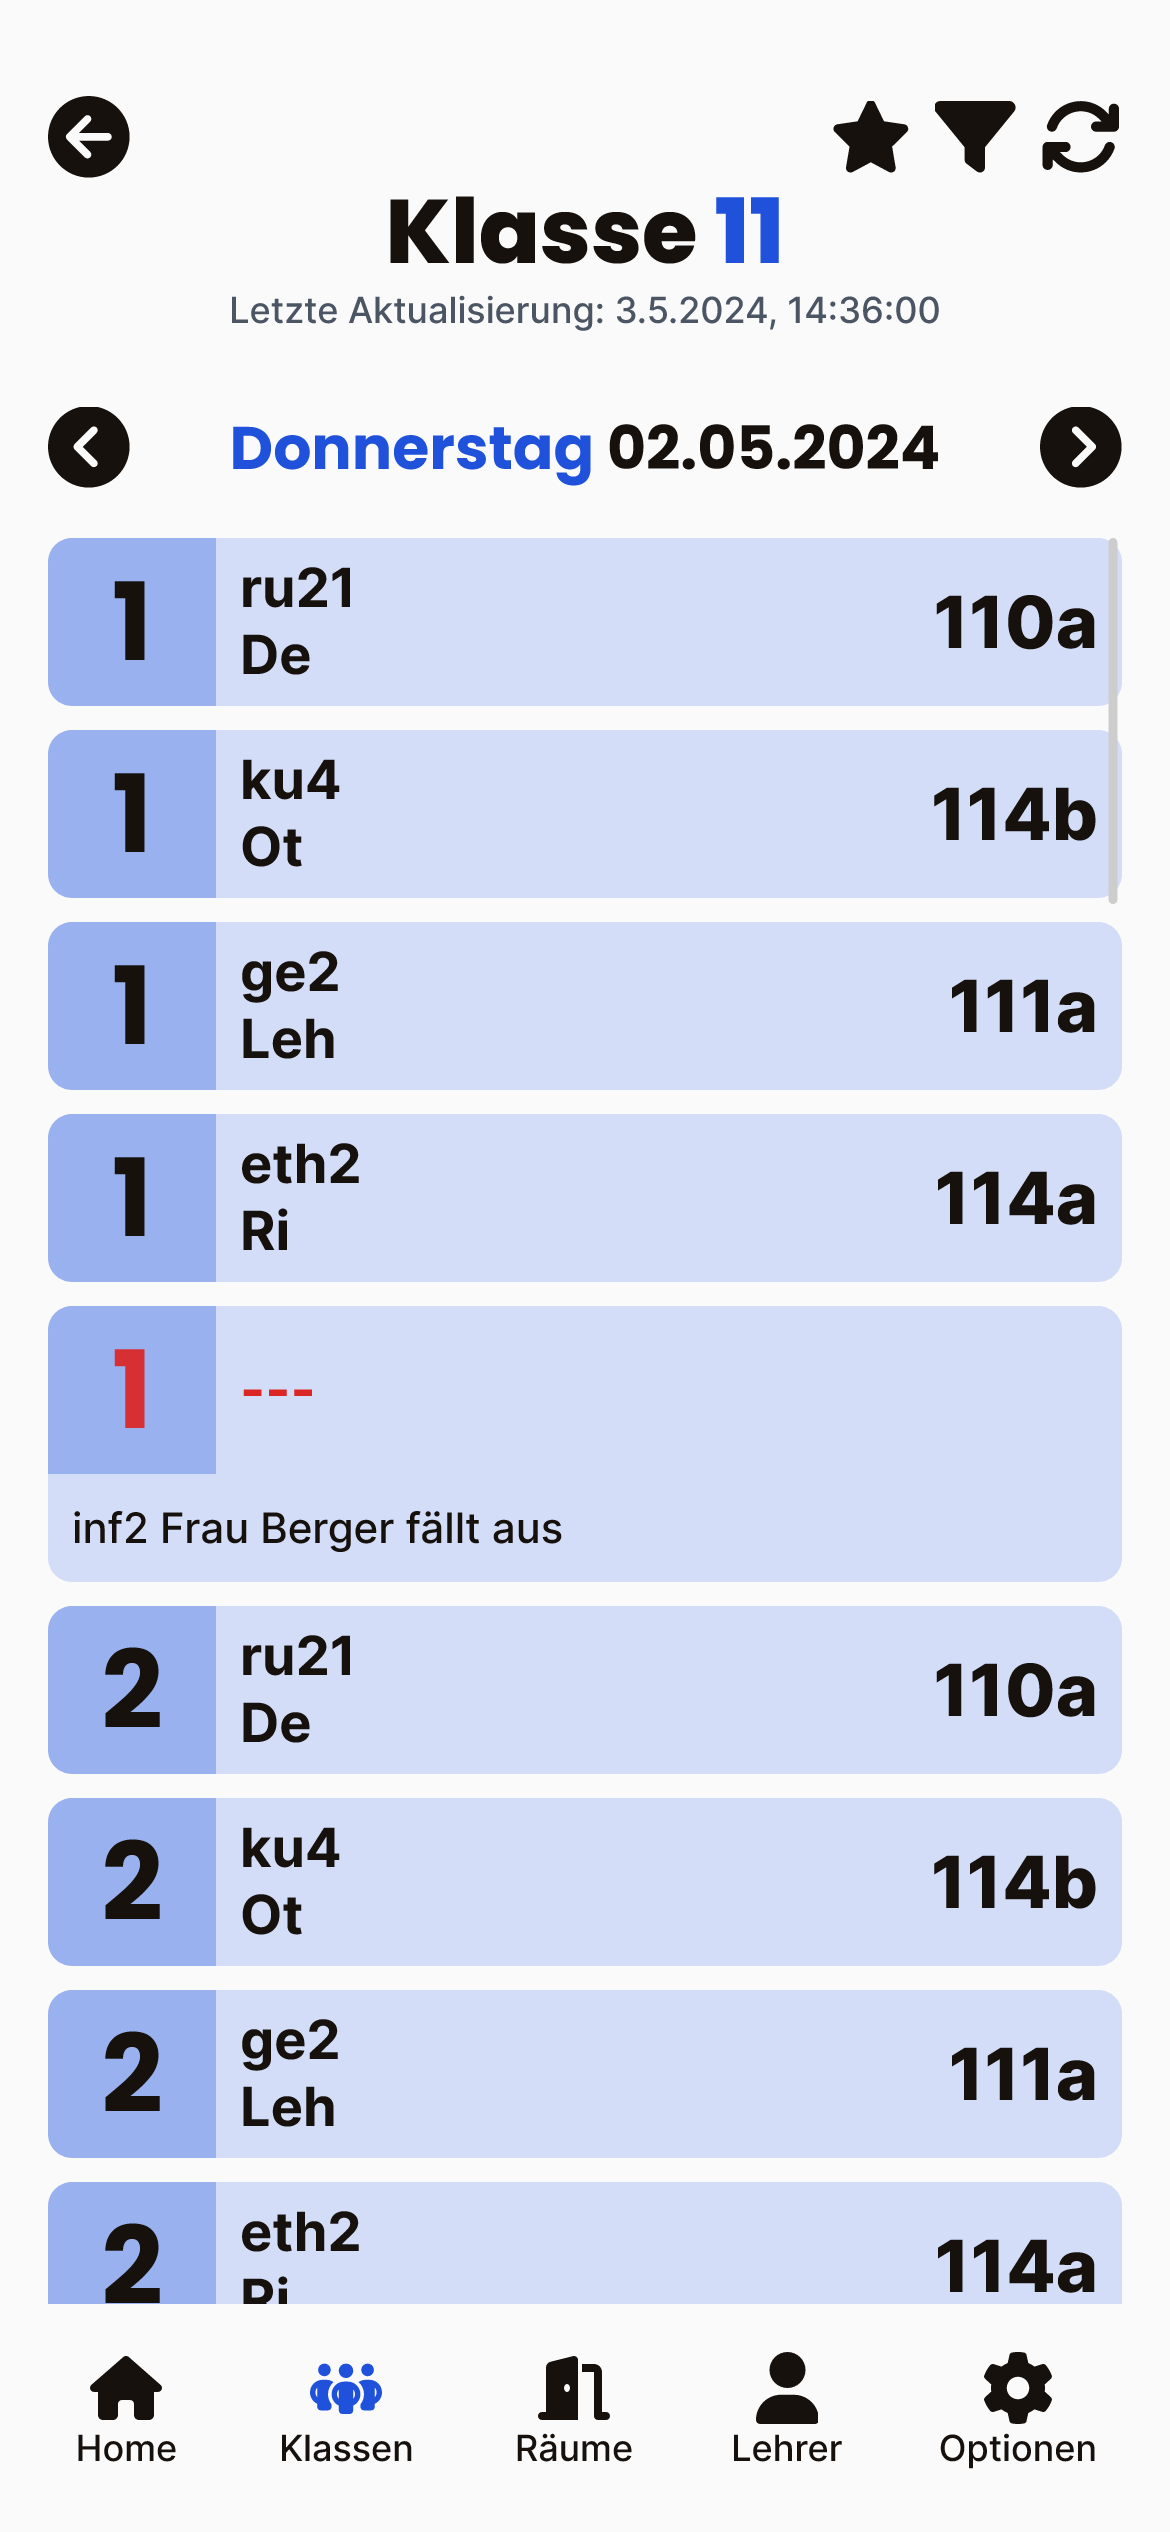 Klasse 11
Letzte Aktualisierung: 3.5.2024, 14:36:00
Donnerstag 02.05.2024
1
ru21
De
110a
1
ku4
Ot
114b
1
ge2
Leh
111a
1
eth2
Ri
114a
1
---
inf2 Frau Berger fällt aus
2
ru21
De
110a
2
ku4
Ot
114b
2
ge2
Leh
111a
2
eth2
Ri
114a
Home
Klassen
Räume
Lehrer
Optionen